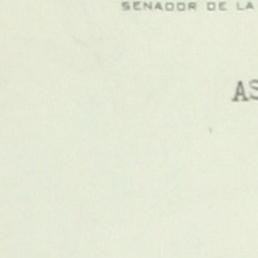 SENADOR DE LA
AS